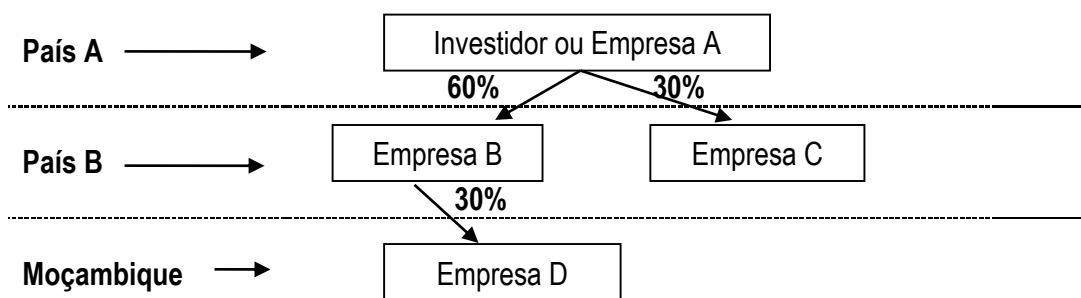 País A
Investidor ou Empresa A
60%
30%
País B
Empresa B
Empresa C
30%
Moçambique
Empresa D